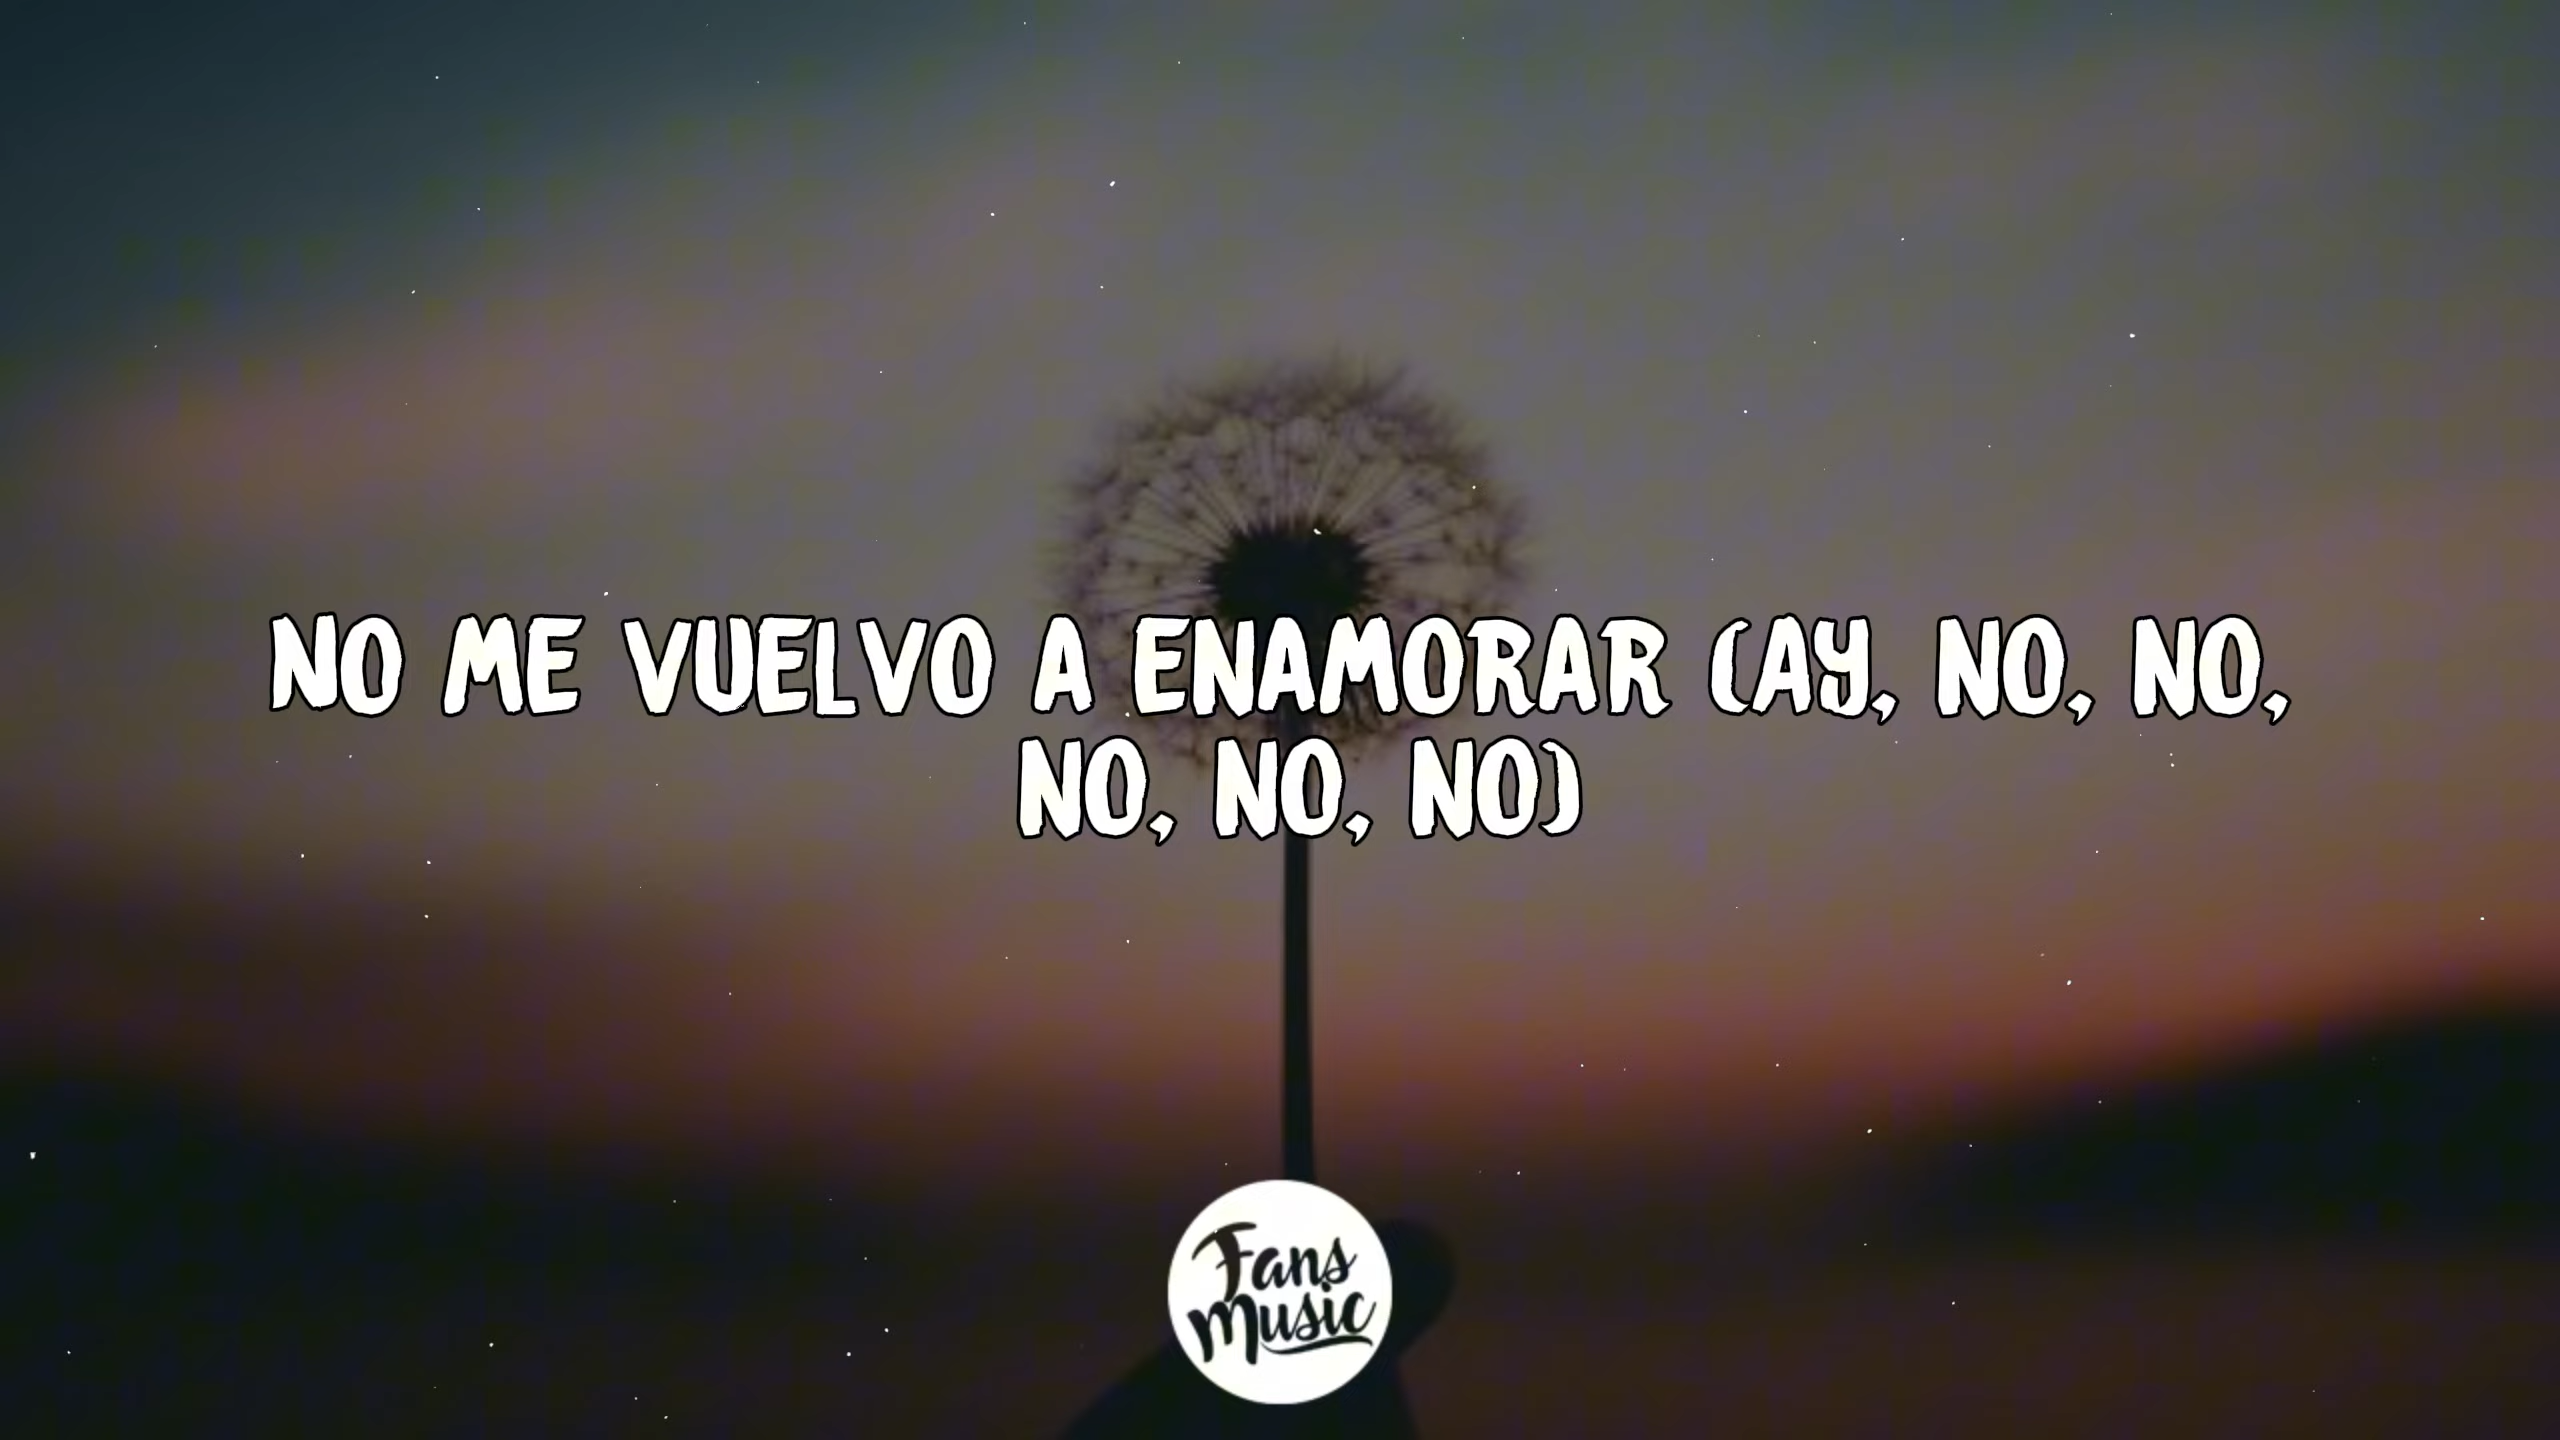 NO ME VUELVO A ENAMORAR (AY, NO, NO,
NO, NO, NO)
Fans
Music